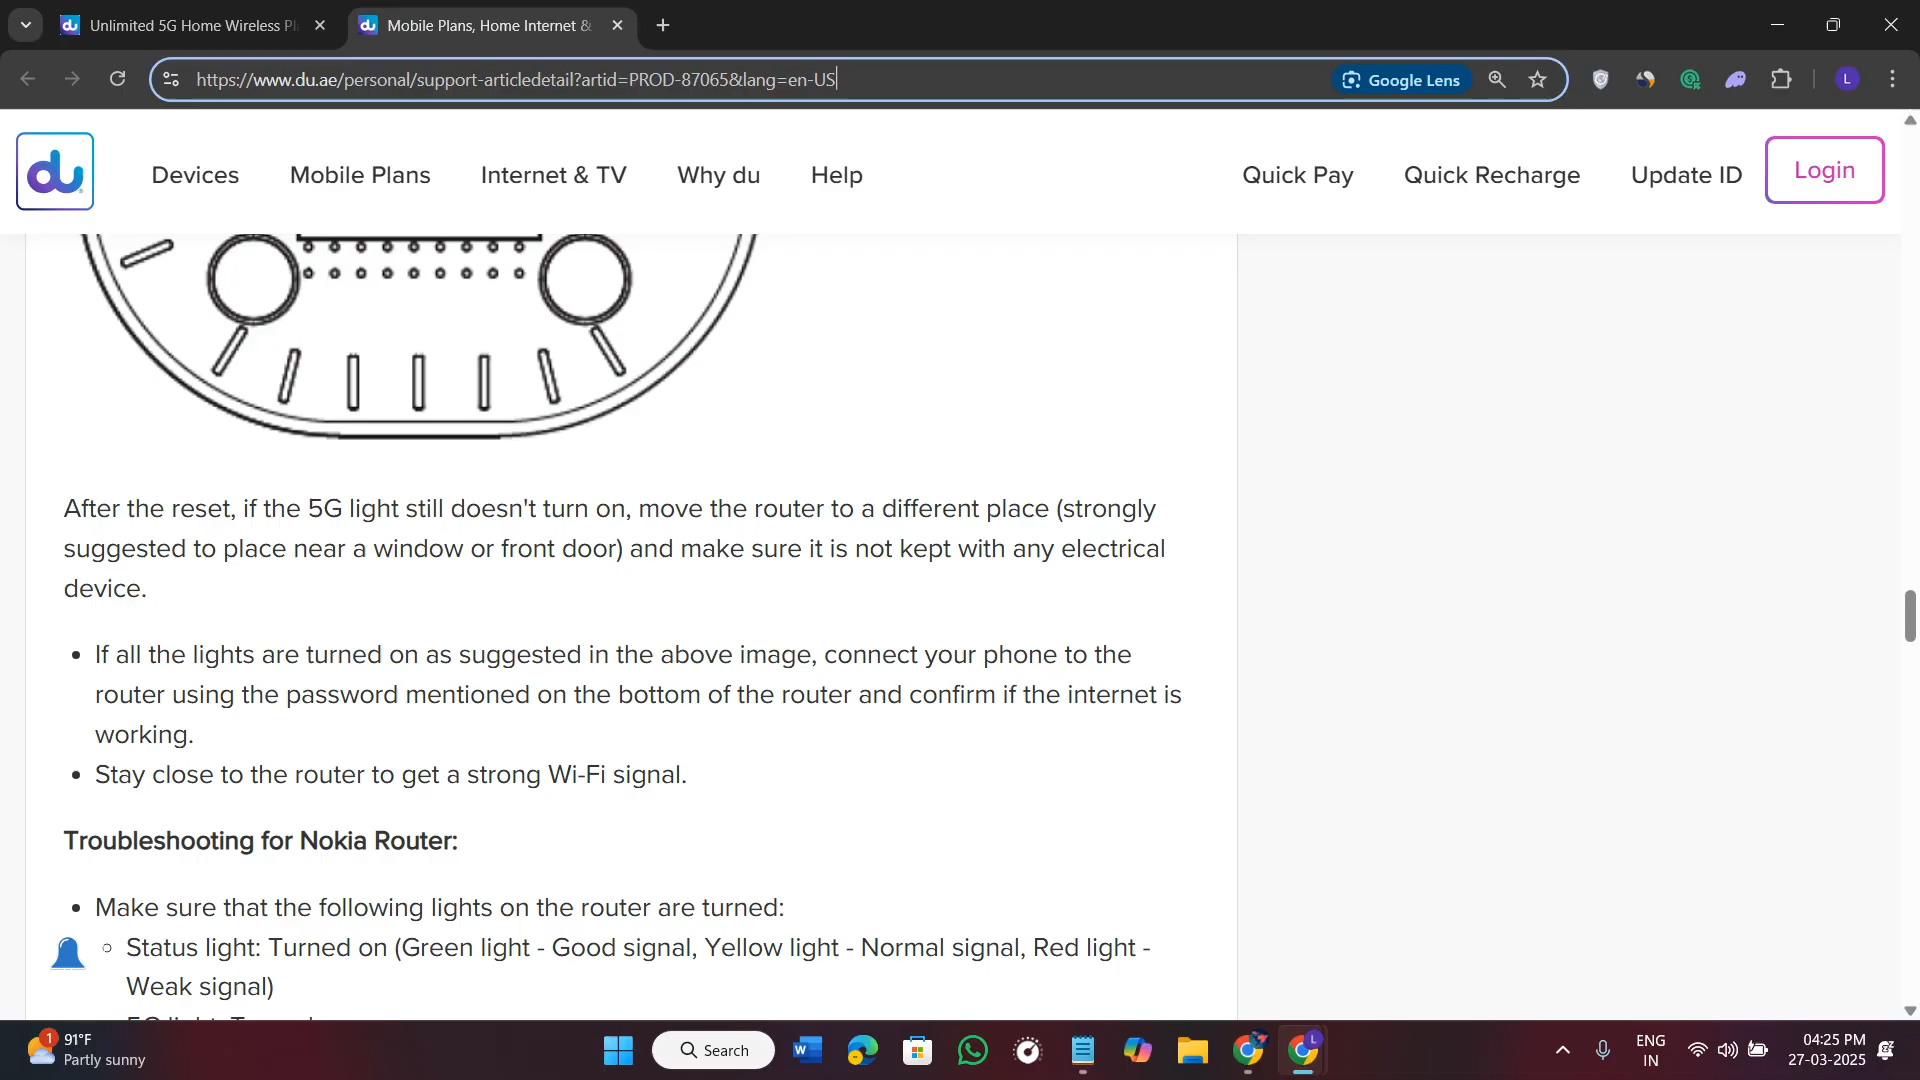 Unlimited 5G Home Wireless Pl
Mobile Plans, Home Internet &
https://www.du.ae/personal/support-articledetail?artid=PROD-87065&lang=en-US
Google Lens
L
du
Devices
Mobile Plans
Internet & TV
Why du
Help
Quick Pay
Quick Recharge
Update ID
Login
After the reset, if the 5G light still doesn't turn on, move the router to a different place (strongly
suggested to place near a window or front door) and make sure it is not kept with any electrical
device.
• If all the lights are turned on as suggested in the above image, connect your phone to the
router using the password mentioned on the bottom of the router and confirm if the internet is
working.
• Stay close to the router to get a strong Wi-Fi signal.
Troubleshooting for Nokia Router:
• Make sure that the following lights on the router are turned:
○ Status light: Turned on (Green light - Good signal, Yellow light - Normal signal, Red light -
Weak signal)
1
91°F
Partly sunny
Search
ENG
IN
04:25 PM
27-03-2025